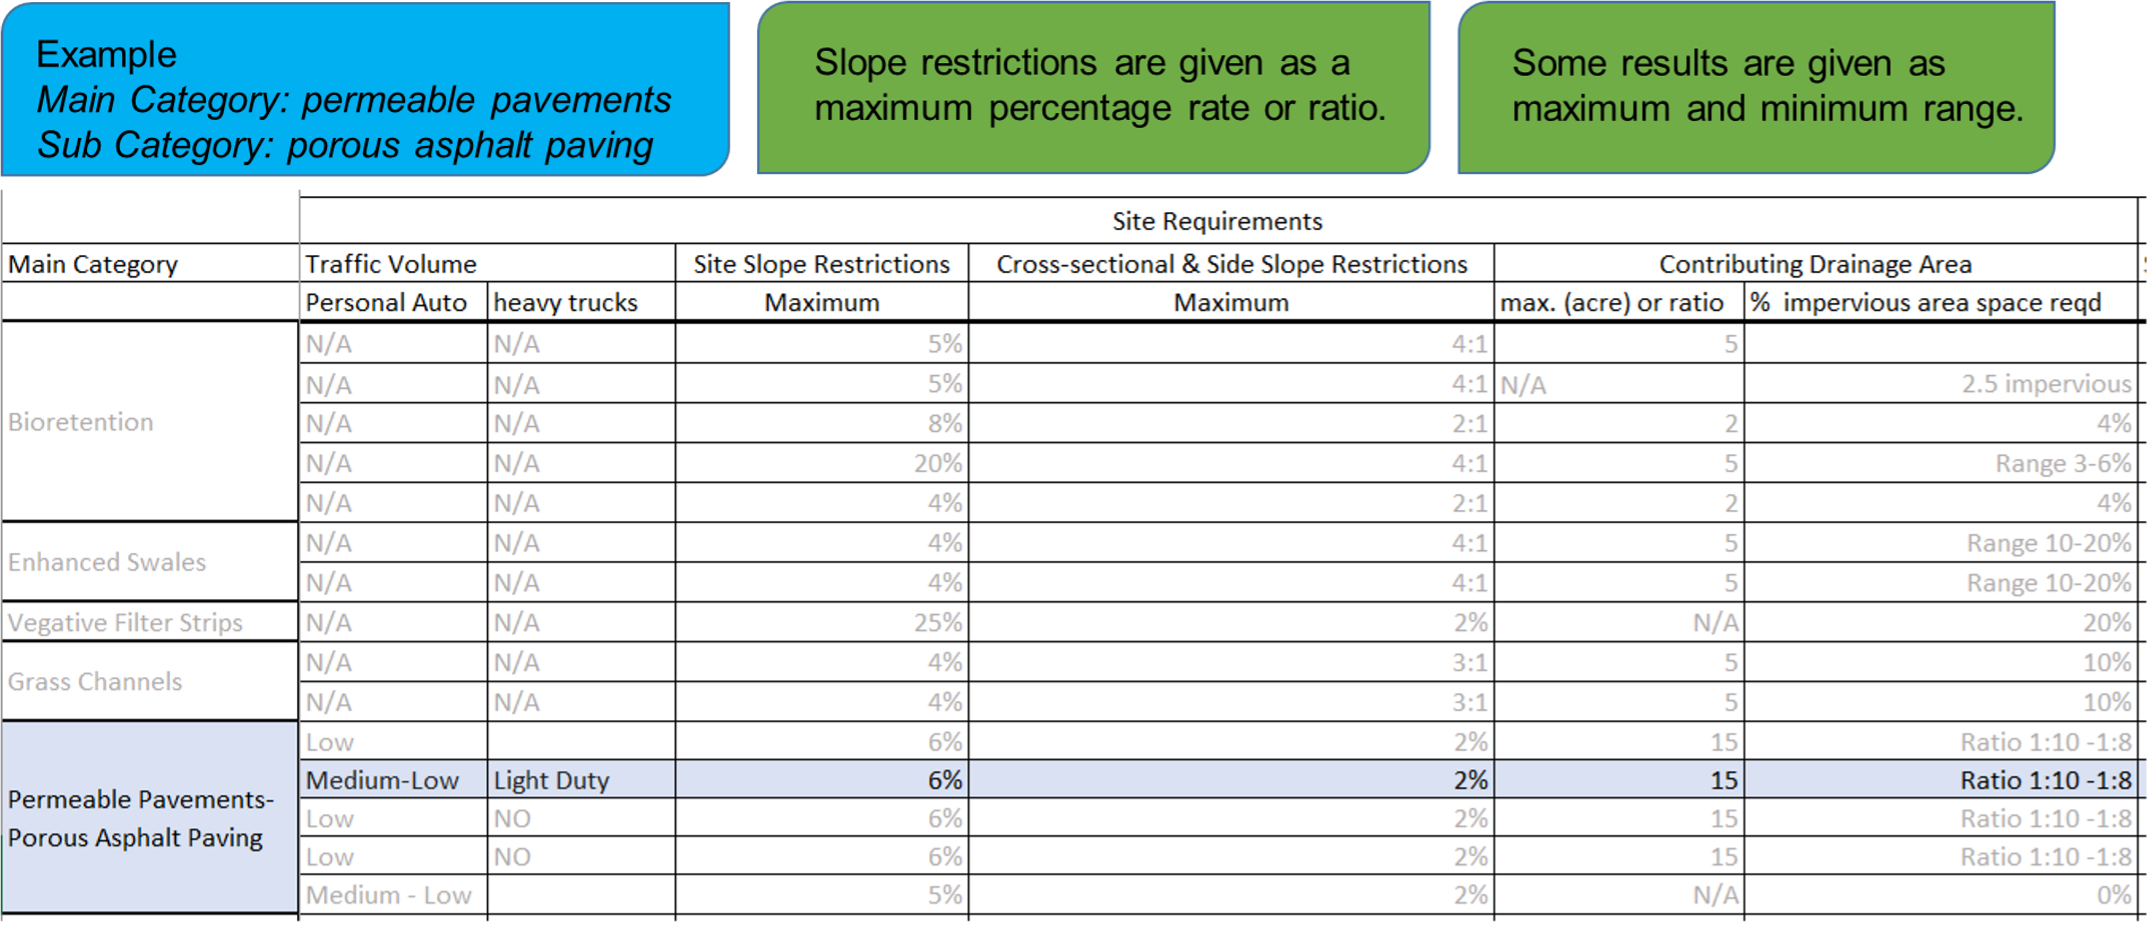 Example
Main Category: permeable pavements
Sub Category: porous asphalt paving
Slope restrictions are given as a
maximum percentage rate or ratio.
Some results are given as
maximum and minimum range.
Site Requirements
Main Category Traffic Volume Site Slope Restrictions Cross-sectional & Side Slope Restrictions Contributing Drainage Area
Personal Auto heavy trucks Maximum Maximum max. (acre) or ratio % impervious area space reqd
Bioretention
N/A N/A 5% 4:1 5
N/A N/A 5% 4:1 N/A 2.5 impervious
N/A N/A 8% 2:1 2 4%
N/A N/A 20% 4:1 5 Range 3-6%
N/A N/A 4% 2:1 2 4%
Enhanced Swales
N/A N/A 4% 4:1 5 Range 10-20%
N/A N/A 4% 4:1 5 Range 10-20%
Vegative Filter Strips N/A N/A 25% 2% N/A 20%
Grass Channels
N/A N/A 4% 3:1 5 10%
N/A N/A 4% 3:1 5 10%
Permeable Pavements-
Porous Asphalt Paving
Low 6% 2% 15 Ratio 1:10 -1:8
Medium-Low Light Duty 6% 2% 15 Ratio 1:10 -1:8
Low NO 6% 2% 15 Ratio 1:10 -1:8
Low NO 6% 2% 15 Ratio 1:10 -1:8
Medium - Low 5% 2% N/A 0%